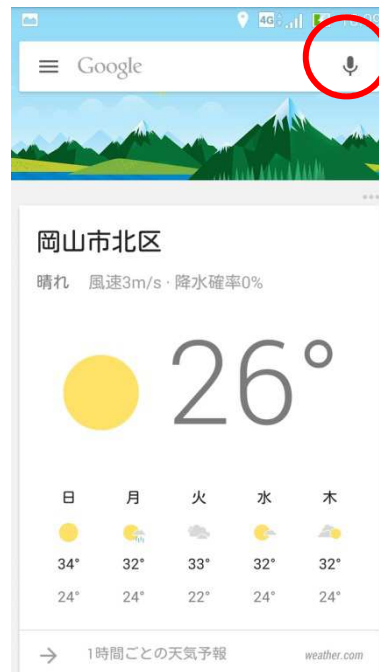 4G
Google
岡山市北区
晴れ 風速3m/s · 降水確率0%
26°
日 月 火 水 木
34° 32° 33° 32° 32°
24° 24° 22° 24° 24°
1時間ごとの天気予報 weather.com